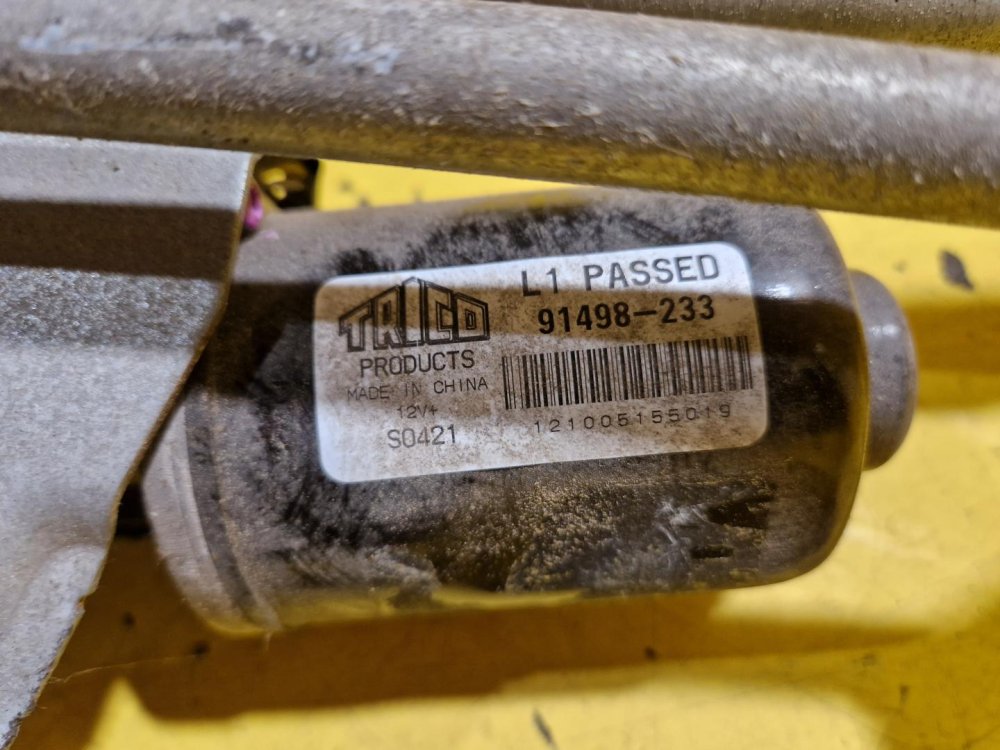 TRICO
PRODUCTS
MADE IN CHINA
12V+
S0421
L1 PASSED
91498-233
121005155019